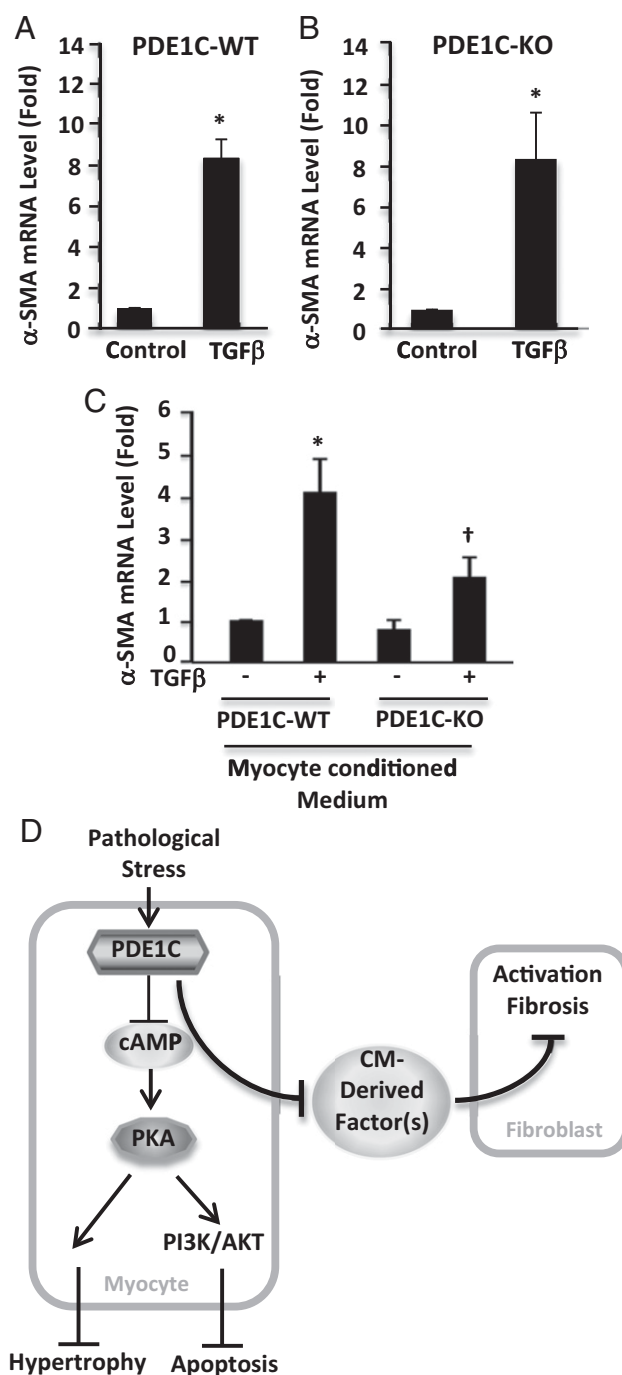 A
PDE1C-WT
α-SMA mRNA Level (Fold)
14
12
10
8
6
4
2
0
*
Control TGFβ
B
PDE1C-KO
α-SMA mRNA Level (Fold)
14
12
10
8
6
4
2
0
*
Control TGFβ
C
α-SMA mRNA Level (Fold)
6
5
4
3
2
1
0
*
†
TGFβ - + - +
PDE1C-WT PDE1C-KO
Myocyte conditioned
Medium
D
Pathological
Stress
PDE1C
cAMP
PKA
PI3K/AKT
Myocyte
Hypertrophy Apoptosis
CM-
Derived
Factor(s)
Activation
Fibrosis
Fibroblast